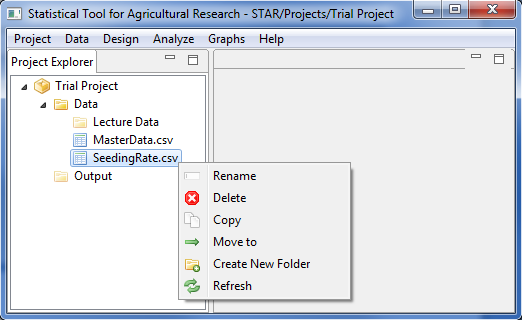 Statistical Tool for Agricultural Research - STAR/Projects/Trial Project
Project Data Design Analyze Graphs Help
Project Explorer
Trial Project
Data
Lecture Data
MasterData.csv
SeedingRate.csv
Output
Rename
Delete
Copy
Move to
Create New Folder
Refresh